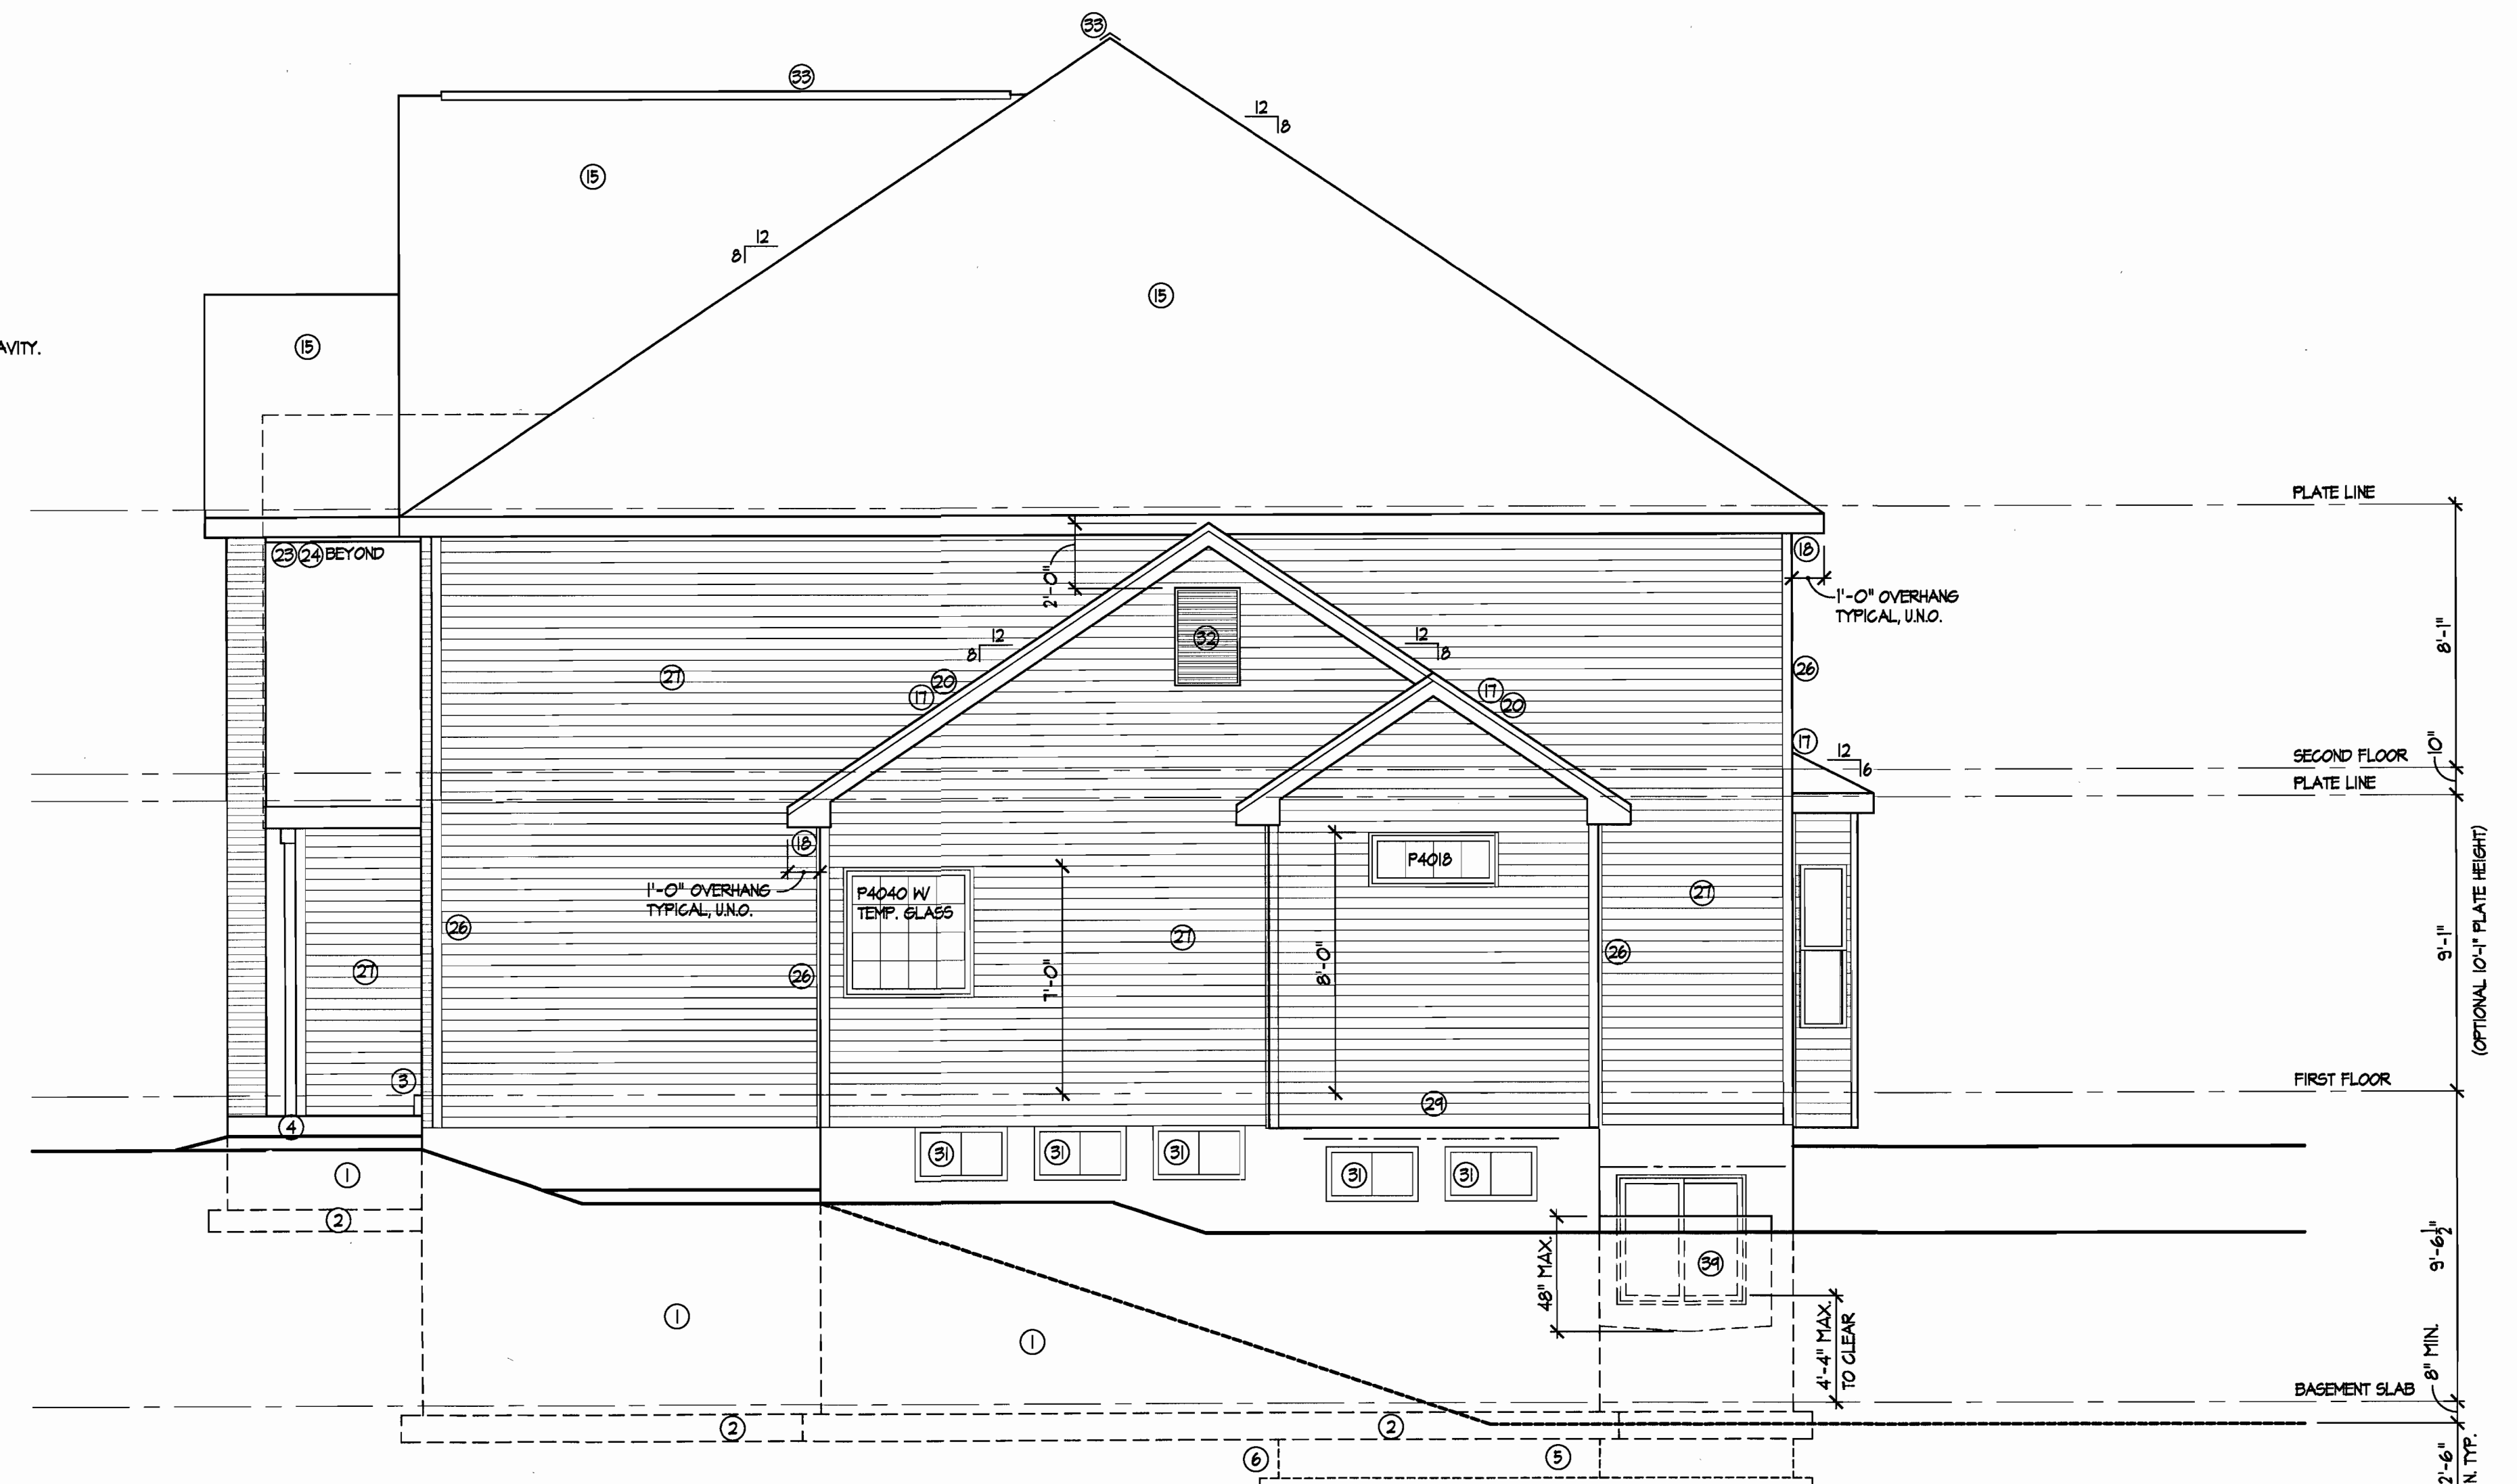 33
33
12
8
15
12
8
15
15
AVITY.
PLATE LINE
23 24 BEYOND
18
2'-0"
1'-0" OVERHANG
TYPICAL, U.N.O.
8'-1"
32
12
8
12
8
27
20
17
17
20
26
17
12
6
SECOND FLOOR
10"
PLATE LINE
18
1'-0" OVERHANG
TYPICAL, U.N.O.
P4040 W/
TEMP. GLASS
P4018
27
26
27
27
26
26
7'-0"
8'-0"
9'-1"
(OPTIONAL 10'-1" PLATE HEIGHT)
3
29
FIRST FLOOR
4
31
31
31
31
31
1
2
39
48" MAX.
9'-6 1/2"
1
1
4'-4" MAX.
TO CLEAR
8" MIN.
BASEMENT SLAB
2
2
6
5
2'-6"
N. TYP.